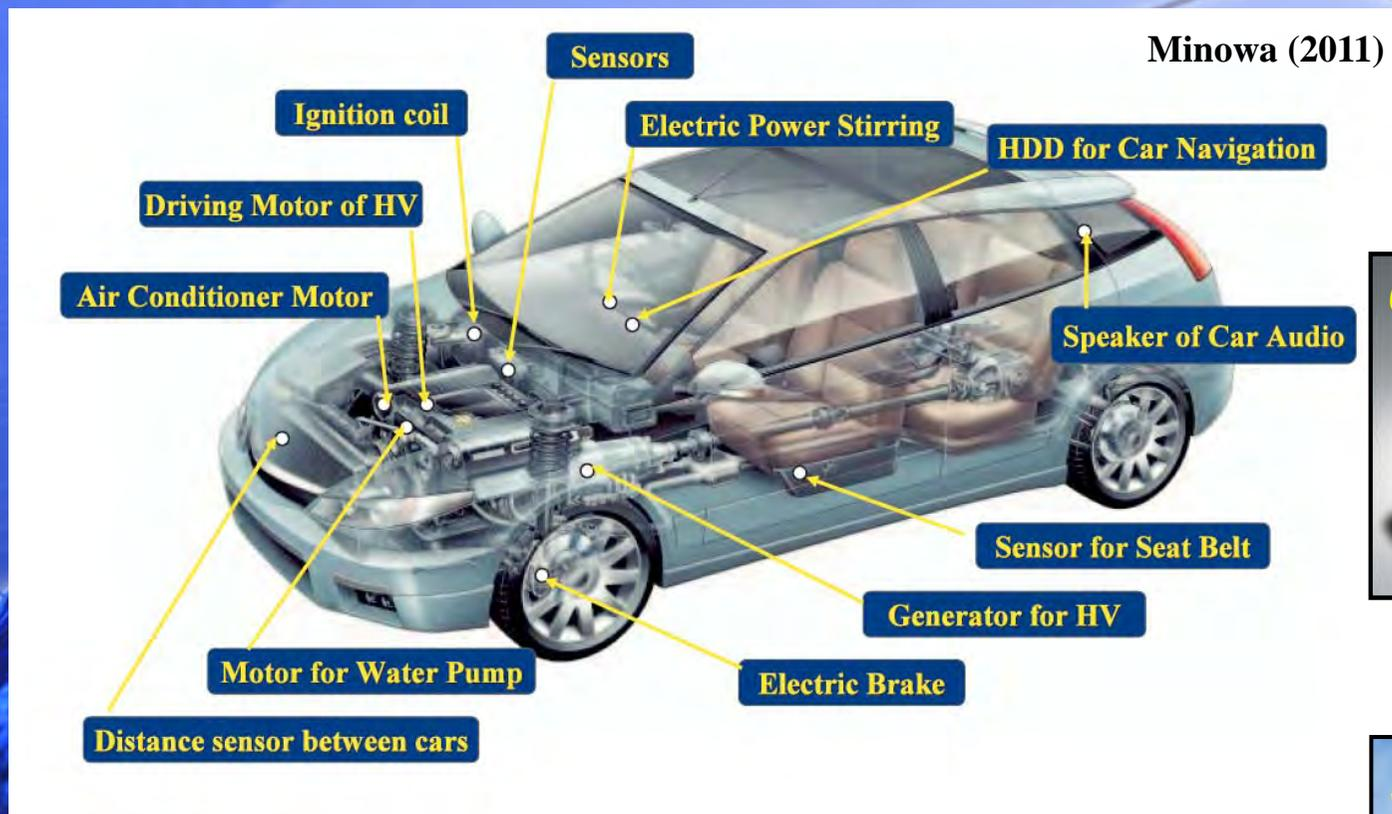 Minowa (2011)
Sensors
Ignition coil
Electric Power Stirring
HDD for Car Navigation
Driving Motor of HV
Air Conditioner Motor
Speaker of Car Audio
Sensor for Seat Belt
Generator for HV
Motor for Water Pump
Electric Brake
Distance sensor between cars